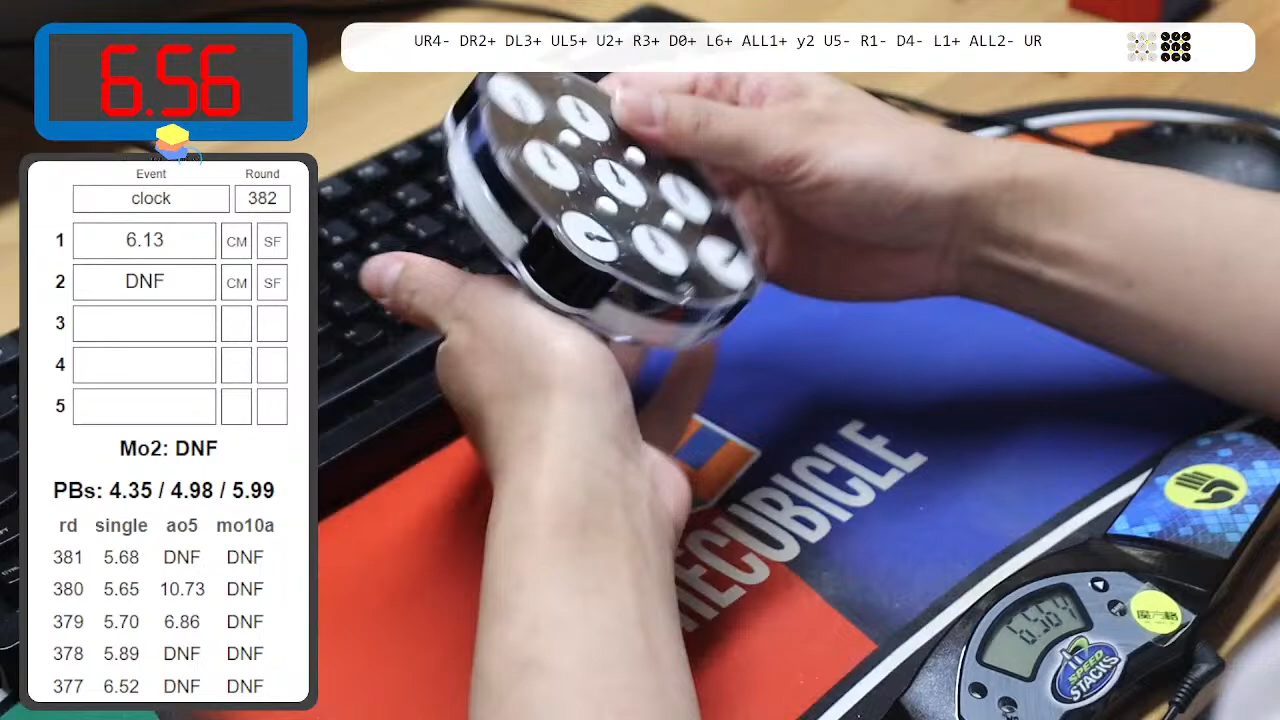 6.56
UR4- DR2+ DL3+ UL5+ U2+ R3+ D0+ L6+ ALL1+ y2 U5- R1- D4- L1+ ALL2- UR
Event Round
clock 382
1 6.13 CM SF
2 DNF CM SF
3
4
5
Mo2: DNF
PBs: 4.35 / 4.98 / 5.99
rd single ao5 mo10a
381 5.68 DNF DNF
380 5.65 10.73 DNF
379 5.70 6.86 DNF
378 5.89 DNF DNF
377 6.52 DNF DNF
HECUBICLE
6.564
SPEED
STACKS